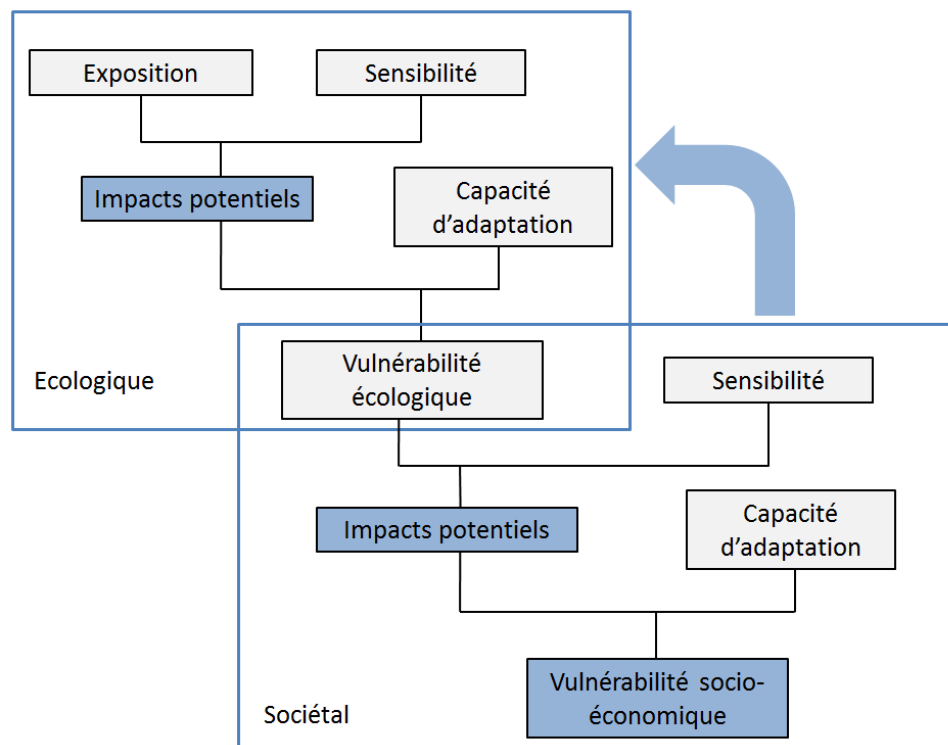 Exposition
Sensibilité
Impacts potentiels
Capacité
d’adaptation
Ecologique
Vulnérabilité
écologique
Sensibilité
Impacts potentiels
Capacité
d’adaptation
Sociétal
Vulnérabilité socio-
économique